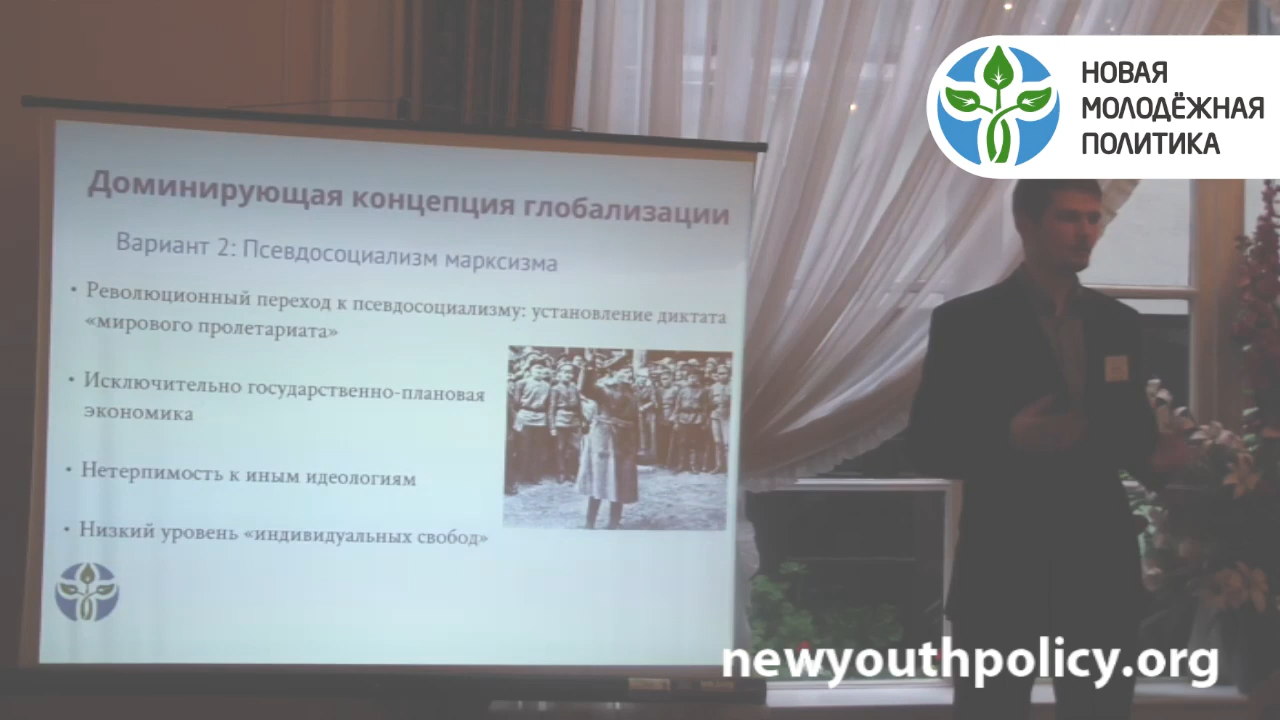 НОВАЯ
МОЛОДЁЖНАЯ
ПОЛИТИКА
Доминирующая концепция глобализации
Вариант 2: Псевдосоциализм марксизма
• Революционный переход к псевдосоциализму: установление диктата
«мирового пролетариата»
• Исключительно государственно-плановая
экономика
• Нетерпимость к иным идеологиям
• Низкий уровень «индивидуальных свобод»
newyouthpolicy.org